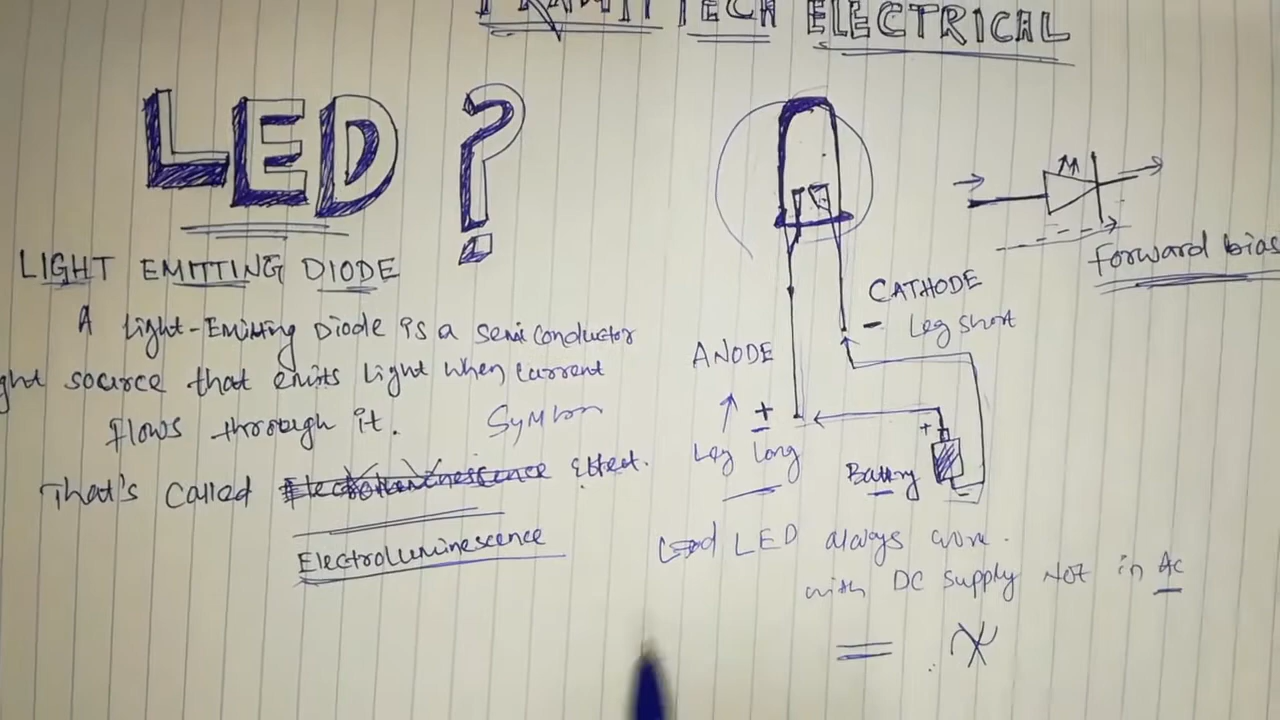 TECH ELECTRICAL
LED ?
LIGHT EMITTING DIODE
A Light-Emitting Diode is a semiconductor
ght source that emits light when current
flows through it.
That's called Effect.
Electroluminescence
Forward bias
CATHODE
- Leg short
ANODE
+
Leg long
+
Battery
LED always work.
with DC supply Not in AC
=